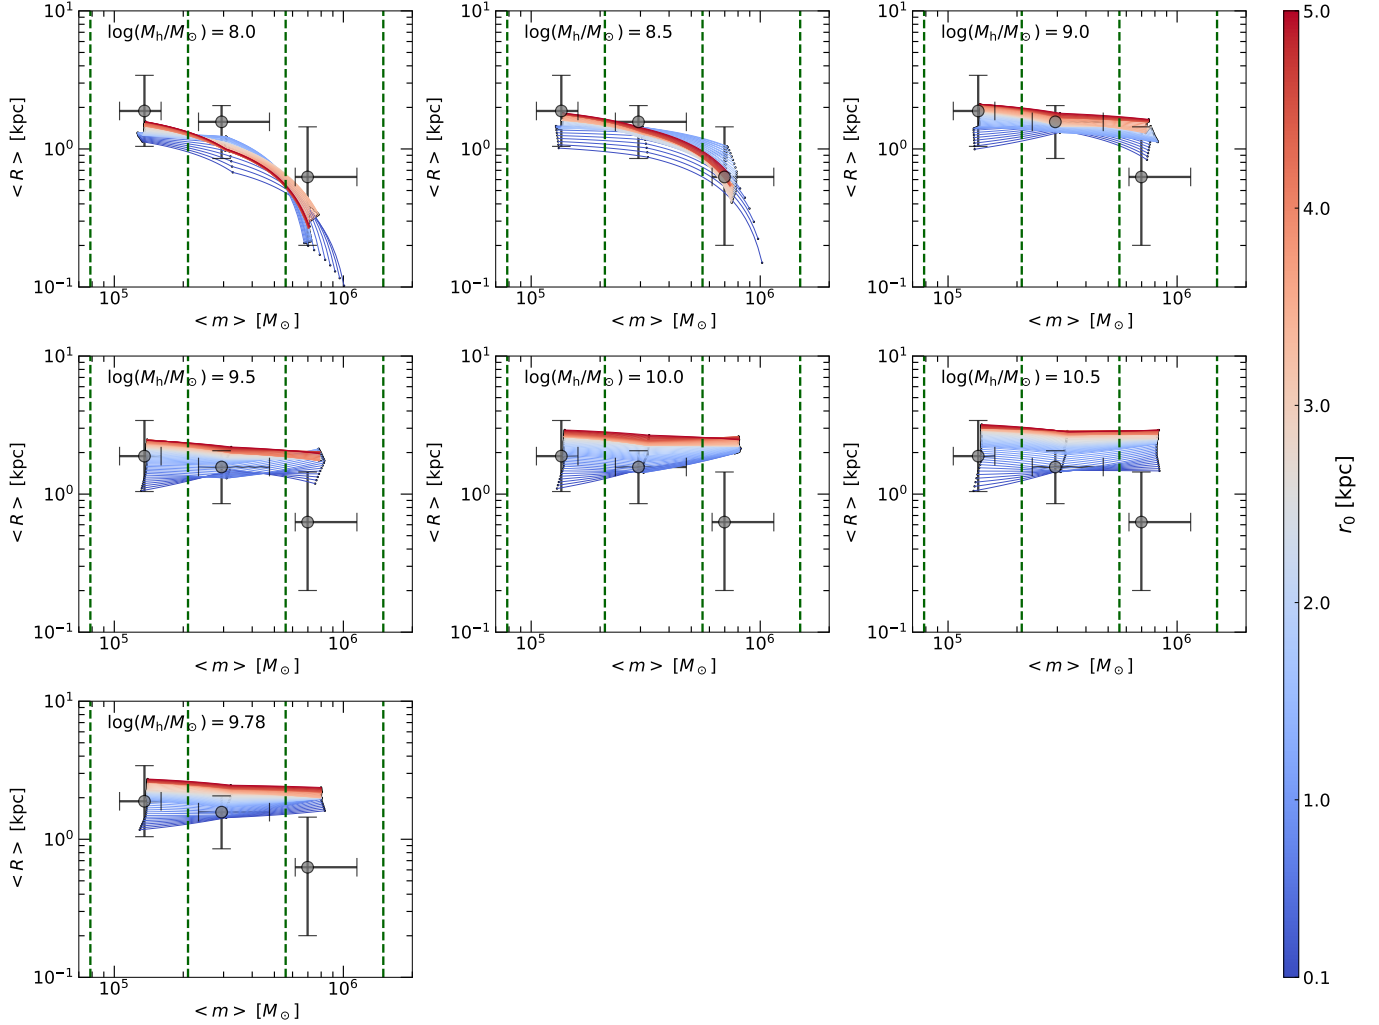 log(M_h/M_⊙) = 8.0
10^1
10^0
10^-1
< R > [kpc]
10^5 10^6
< m > [M_⊙]
log(M_h/M_⊙) = 8.5
10^1
10^0
10^-1
< R > [kpc]
10^5 10^6
< m > [M_⊙]
log(M_h/M_⊙) = 9.0
10^1
10^0
10^-1
< R > [kpc]
10^5 10^6
< m > [M_⊙]
log(M_h/M_⊙) = 9.5
10^1
10^0
10^-1
< R > [kpc]
10^5 10^6
< m > [M_⊙]
log(M_h/M_⊙) = 10.0
10^1
10^0
10^-1
< R > [kpc]
10^5 10^6
< m > [M_⊙]
log(M_h/M_⊙) = 10.5
10^1
10^0
10^-1
< R > [kpc]
10^5 10^6
< m > [M_⊙]
log(M_h/M_⊙) = 9.78
10^1
10^0
10^-1
< R > [kpc]
10^5 10^6
< m > [M_⊙]
5.0
4.0
3.0
2.0
1.0
0.1
r_0 [kpc]